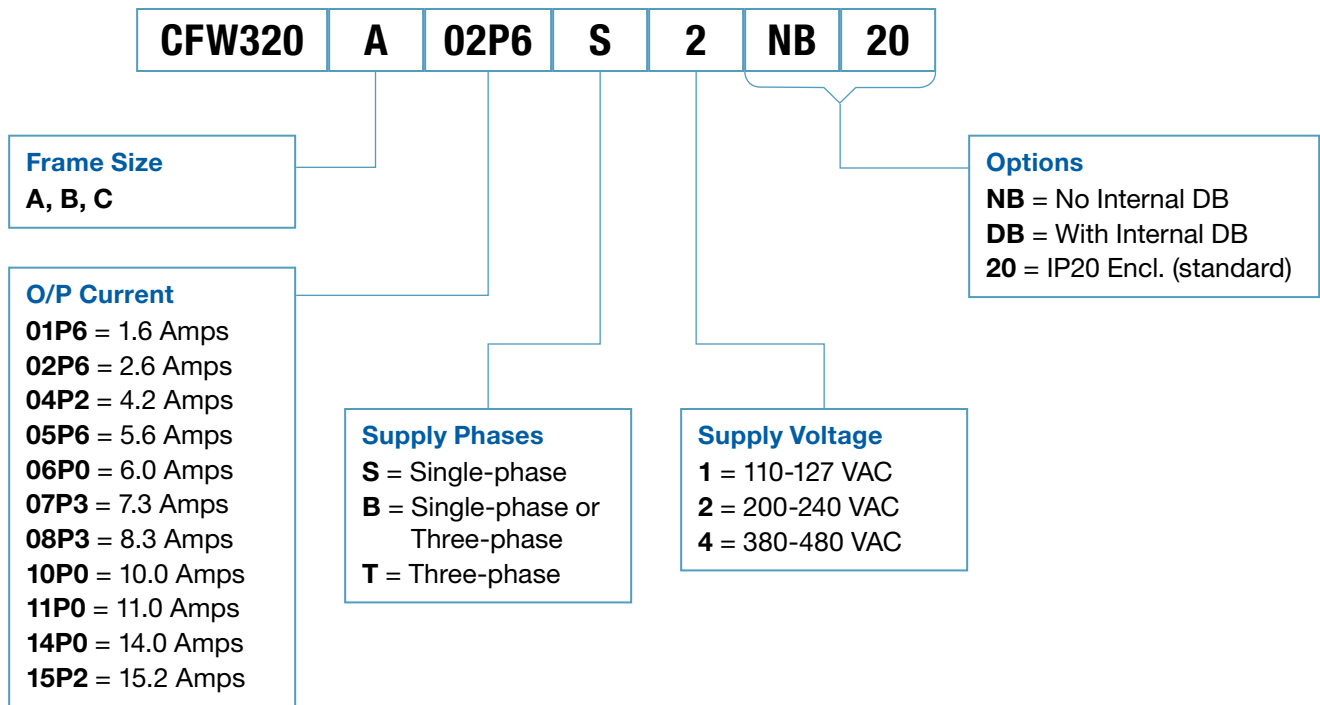 CFW320 A 02P6 S 2 NB 20
Frame Size
A, B, C
O/P Current
01P6 = 1.6 Amps
02P6 = 2.6 Amps
04P2 = 4.2 Amps
05P6 = 5.6 Amps
06P0 = 6.0 Amps
07P3 = 7.3 Amps
08P3 = 8.3 Amps
10P0 = 10.0 Amps
11P0 = 11.0 Amps
14P0 = 14.0 Amps
15P2 = 15.2 Amps
Supply Phases
S = Single-phase
B = Single-phase or
Three-phase
T = Three-phase
Supply Voltage
1 = 110-127 VAC
2 = 200-240 VAC
4 = 380-480 VAC
Options
NB = No Internal DB
DB = With Internal DB
20 = IP20 Encl. (standard)